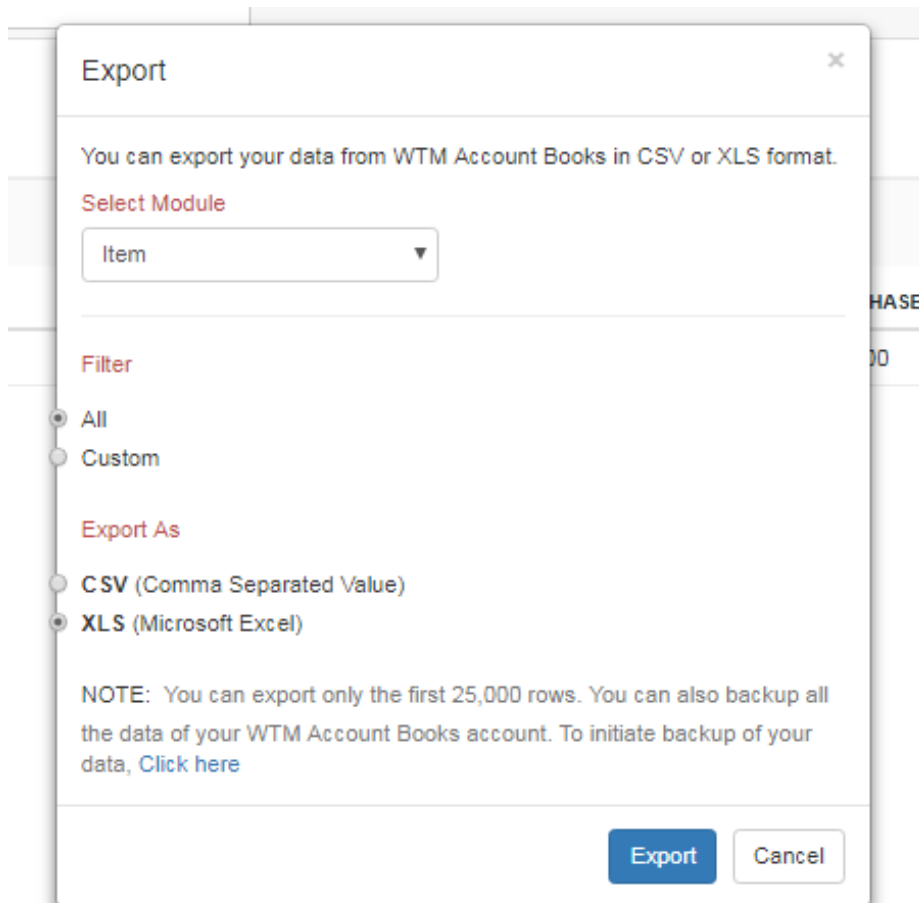 Export
×
You can export your data from WTM Account Books in CSV or XLS format.
Select Module
Item
HASE
00
Filter
All
Custom
Export As
CSV (Comma Separated Value)
XLS (Microsoft Excel)
NOTE: You can export only the first 25,000 rows. You can also backup all
the data of your WTM Account Books account. To initiate backup of your
data, Click here
Export
Cancel